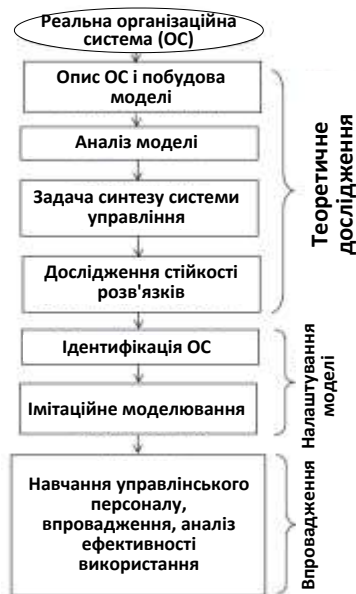 Реальна організаційна
система (ОС)
Опис ОС і побудова
моделі
Аналіз моделі
Задача синтезу системи
управління
Дослідження стійкості
розв'язків
Теоретичне
дослідження
Ідентифікація ОС
Імітаційне моделювання
Налаштування
моделі
Навчання управлінського
персоналу,
впровадження, аналіз
ефективності
використання
Впровадження